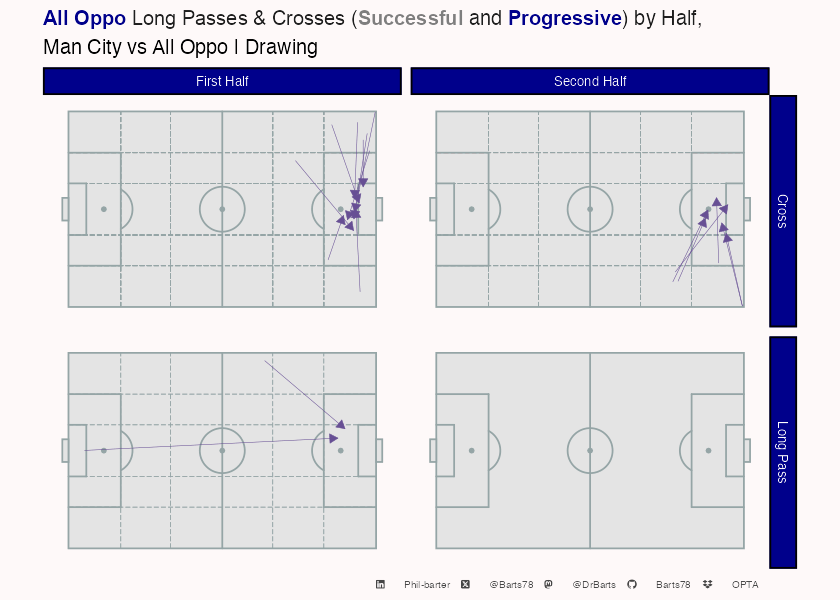 All Oppo Long Passes & Crosses (Successful and Progressive) by Half,
Man City vs All Oppo I Drawing
First Half
Second Half
Cross
Long Pass
Phil-barter @Barts78 @DrBarts Barts78 OPTA